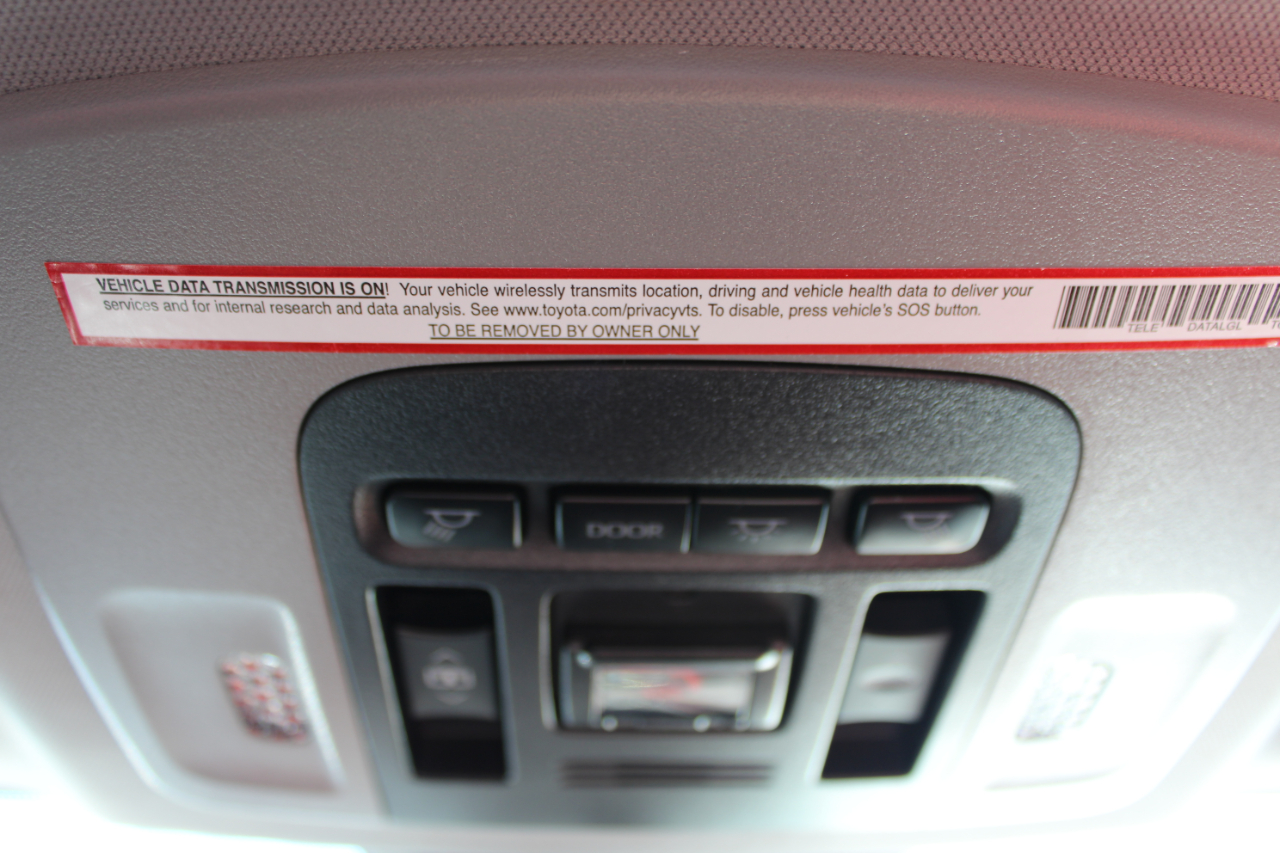 VEHICLE DATA TRANSMISSION IS ON! Your vehicle wirelessly transmits location, driving and vehicle health data to deliver your
services and for internal research and data analysis. See www.toyota.com/privacyvts. To disable, press vehicle's SOS button.
TO BE REMOVED BY OWNER ONLY
TELE DATALGL
DOOR